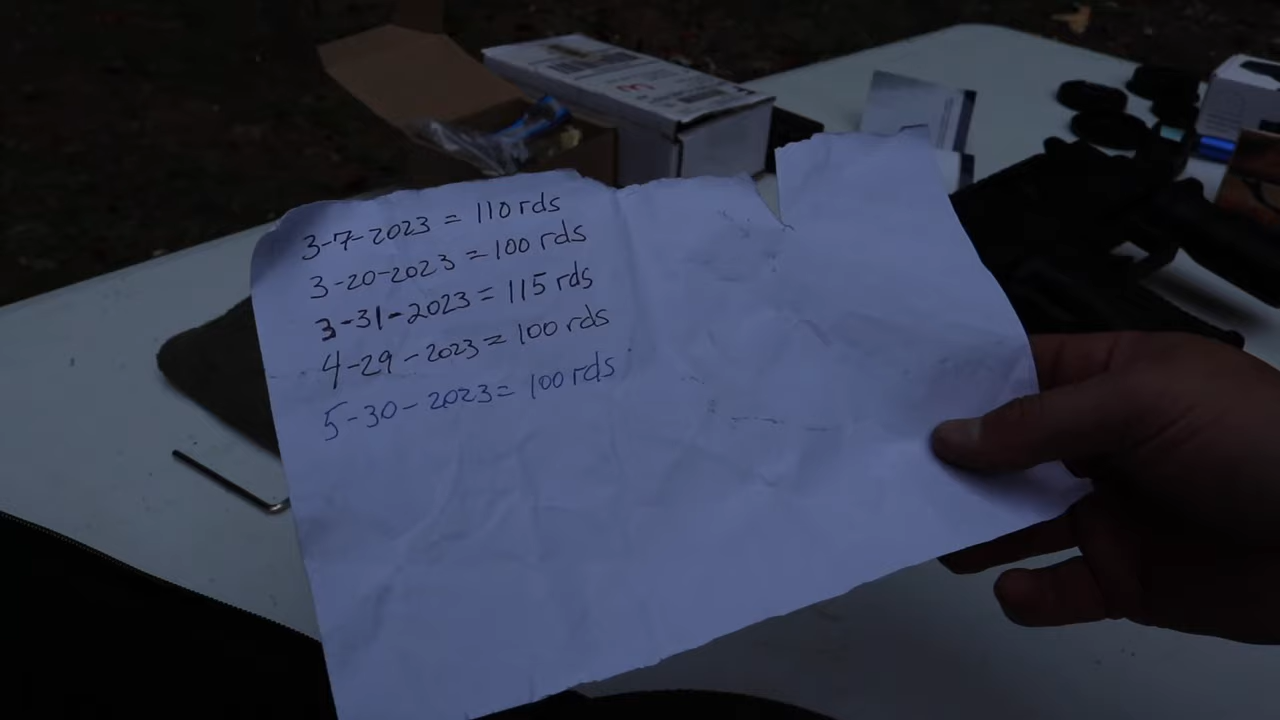 3-7-2023 = 110 rds
3-20-2023 = 100 rds
3-31-2023 = 115 rds
4-29-2023 = 100 rds
5-30-2023 = 100 rds